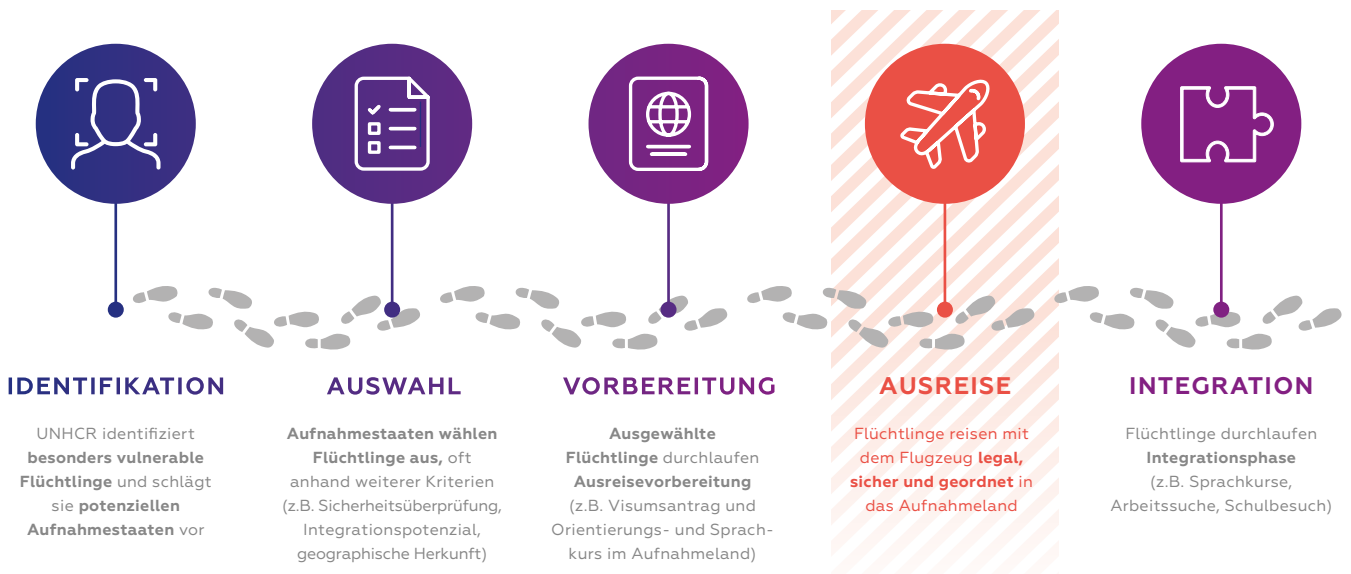 IDENTIFIKATION
UNHCR identifiziert
besonders vulnerable
Flüchtlinge und schlägt
sie potenziellen
Aufnahmestaaten vor
AUSWAHL
Aufnahmestaaten wählen
Flüchtlinge aus, oft
anhand weiterer Kriterien
(z.B. Sicherheitsüberprüfung,
Integrationspotenzial,
geographische Herkunft)
VORBEREITUNG
Ausgewählte
Flüchtlinge durchlaufen
Ausreisevorbereitung
(z.B. Visumsantrag und
Orientierungs- und Sprach-
kurs im Aufnahmeland)
AUSREISE
Flüchtlinge reisen mit
dem Flugzeug legal,
sicher und geordnet in
das Aufnahmeland
INTEGRATION
Flüchtlinge durchlaufen
Integrationsphase
(z.B. Sprachkurse,
Arbeitssuche, Schulbesuch)